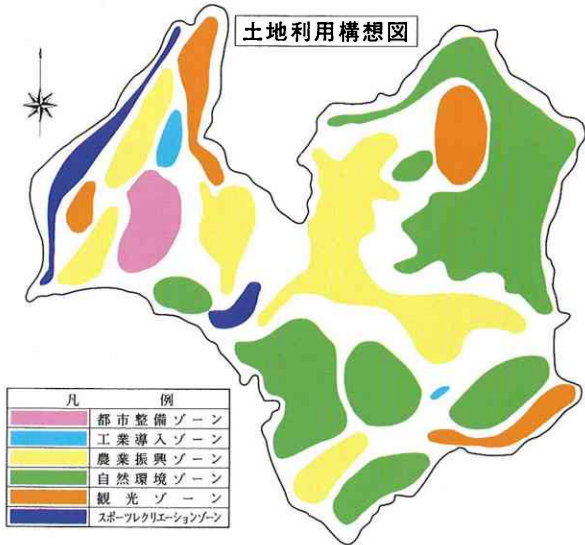 土地利用構想図
凡例
都市整備ゾーン
工業導入ゾーン
農業振興ゾーン
自然環境ゾーン
観光ゾーン
スポーツレクリエーションゾーン